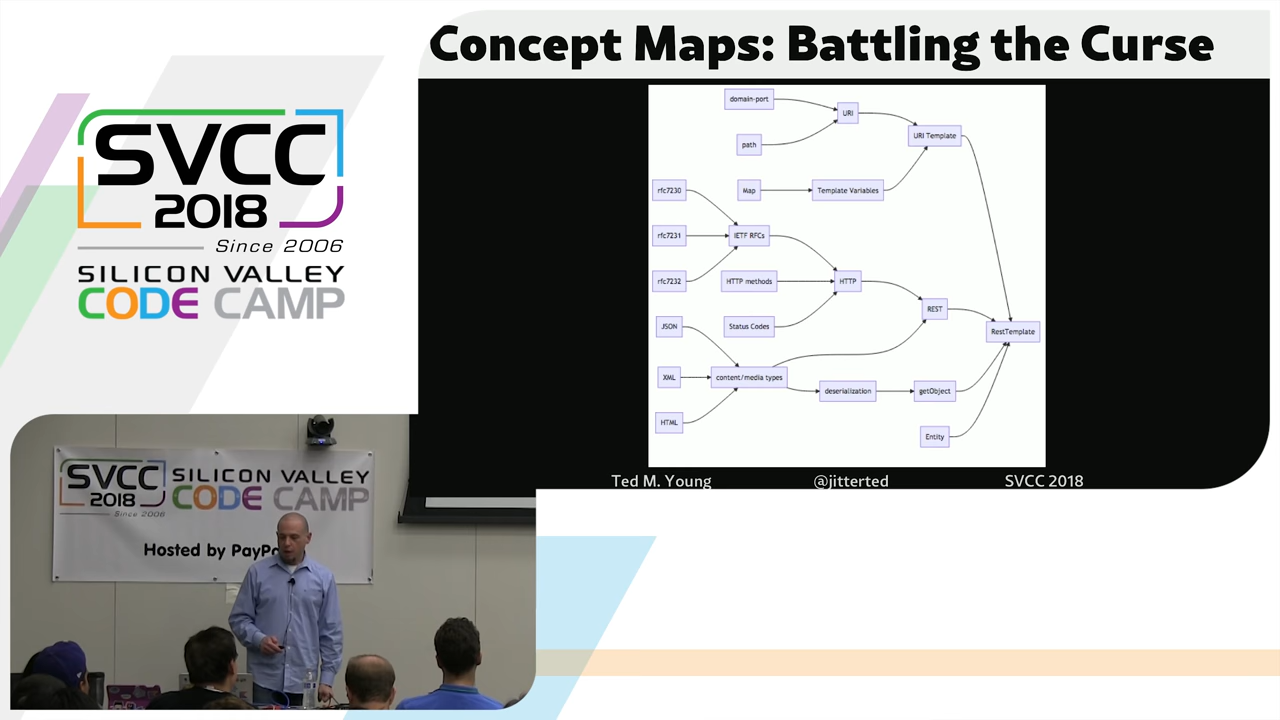 Concept Maps: Battling the Curse
SVCC
2018
Since 2006
SILICON VALLEY
CODE CAMP
domain-port
URI
path
URI Template
rfc7230
Map
Template Variables
rfc7231
IETF RFCs
rfc7232
HTTP methods
HTTP
JSON
Status Codes
REST
RestTemplate
XML
content/media types
deserialization
getObject
HTML
Entity
Ted M. Young
@jitterted
SVCC 2018
SVCC
2018
Since 2006
SILICON VALLEY
CODE CAMP
Hosted by